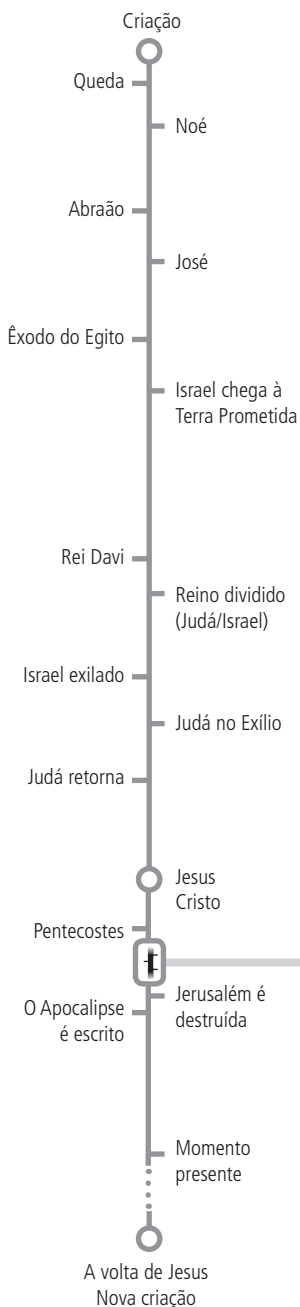 Criação
Queda
Noé
Abraão
José
Êxodo do Egito
Israel chega à
Terra Prometida
Rei Davi
Reino dividido
(Judá/Israel)
Israel exilado
Judá no Exílio
Judá retorna
Jesus
Cristo
Pentecostes
Jerusalém é
destruída
O Apocalipse
é escrito
Momento
presente
A volta de Jesus
Nova criação